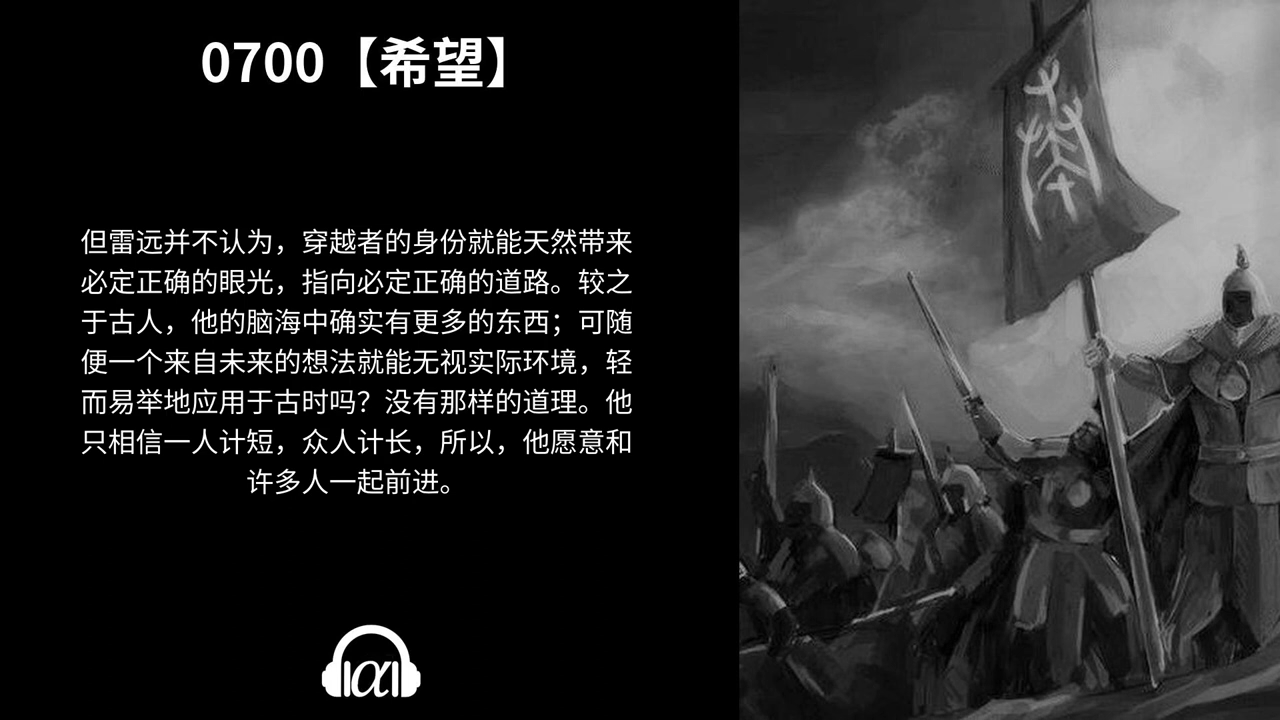 0700【希望】
但雷远并不认为，穿越者的身份就能天然带来
必定正确的眼光，指向必定正确的道路。较之
于古人，他的脑海中确实有更多的东西；可随
便一个来自未来的想法就能无视实际环境，轻
而易举地应用于古时吗？没有那样的道理。他
只相信一人计短，众人计长，所以，他愿意和
许多人一起前进。